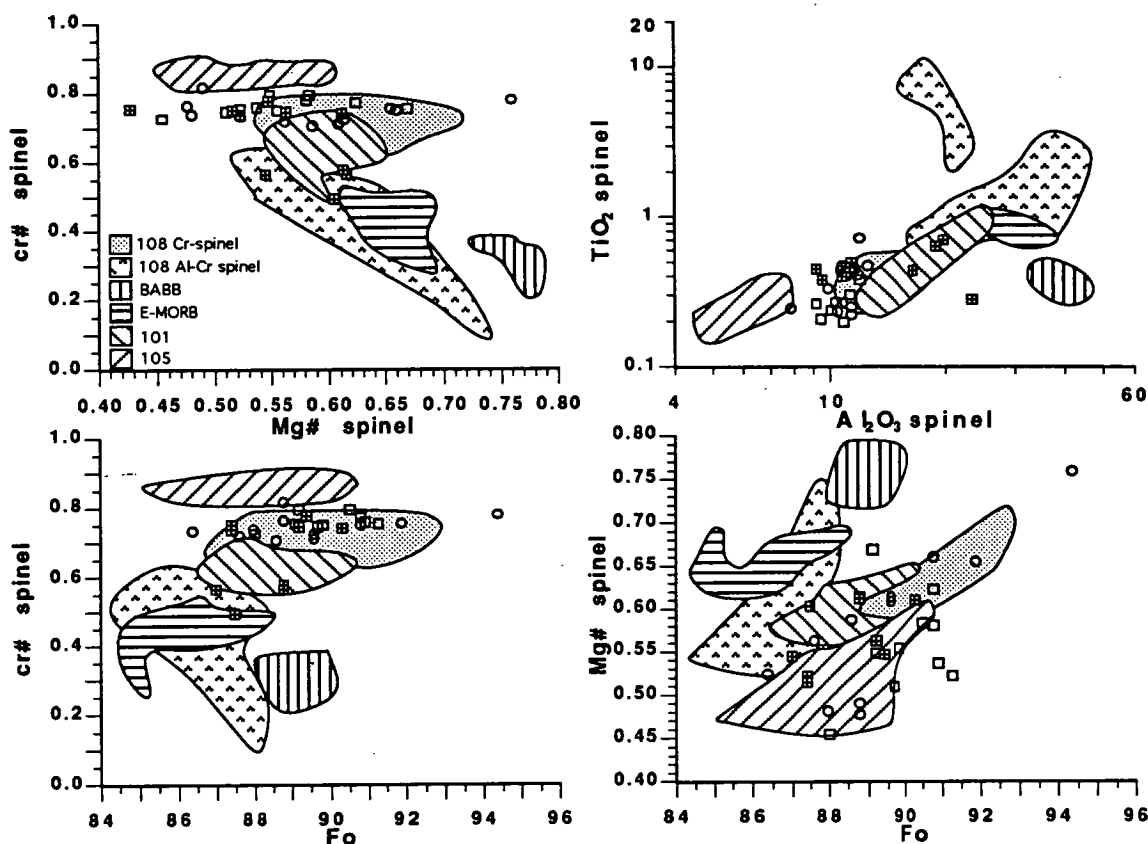 cr# spinel
1.0
0.8
0.6
0.4
0.2
0.0
108 Cr-spinel
108 Al-Cr spinel
BABB
E-MORB
101
105
0.40 0.45 0.50 0.55 0.60 0.65 0.70 0.75 0.80
Mg# spinel
TiO₂ spinel
20
10
1
0.1
4 10 60
Al₂O₃ spinel
cr# spinel
1.0
0.8
0.6
0.4
0.2
0.0
84 86 88 90 92 94 96
Fo
Mg# spinel
0.80
0.75
0.70
0.65
0.60
0.55
0.50
0.45
0.40
84 86 88 90 92 94 96
Fo